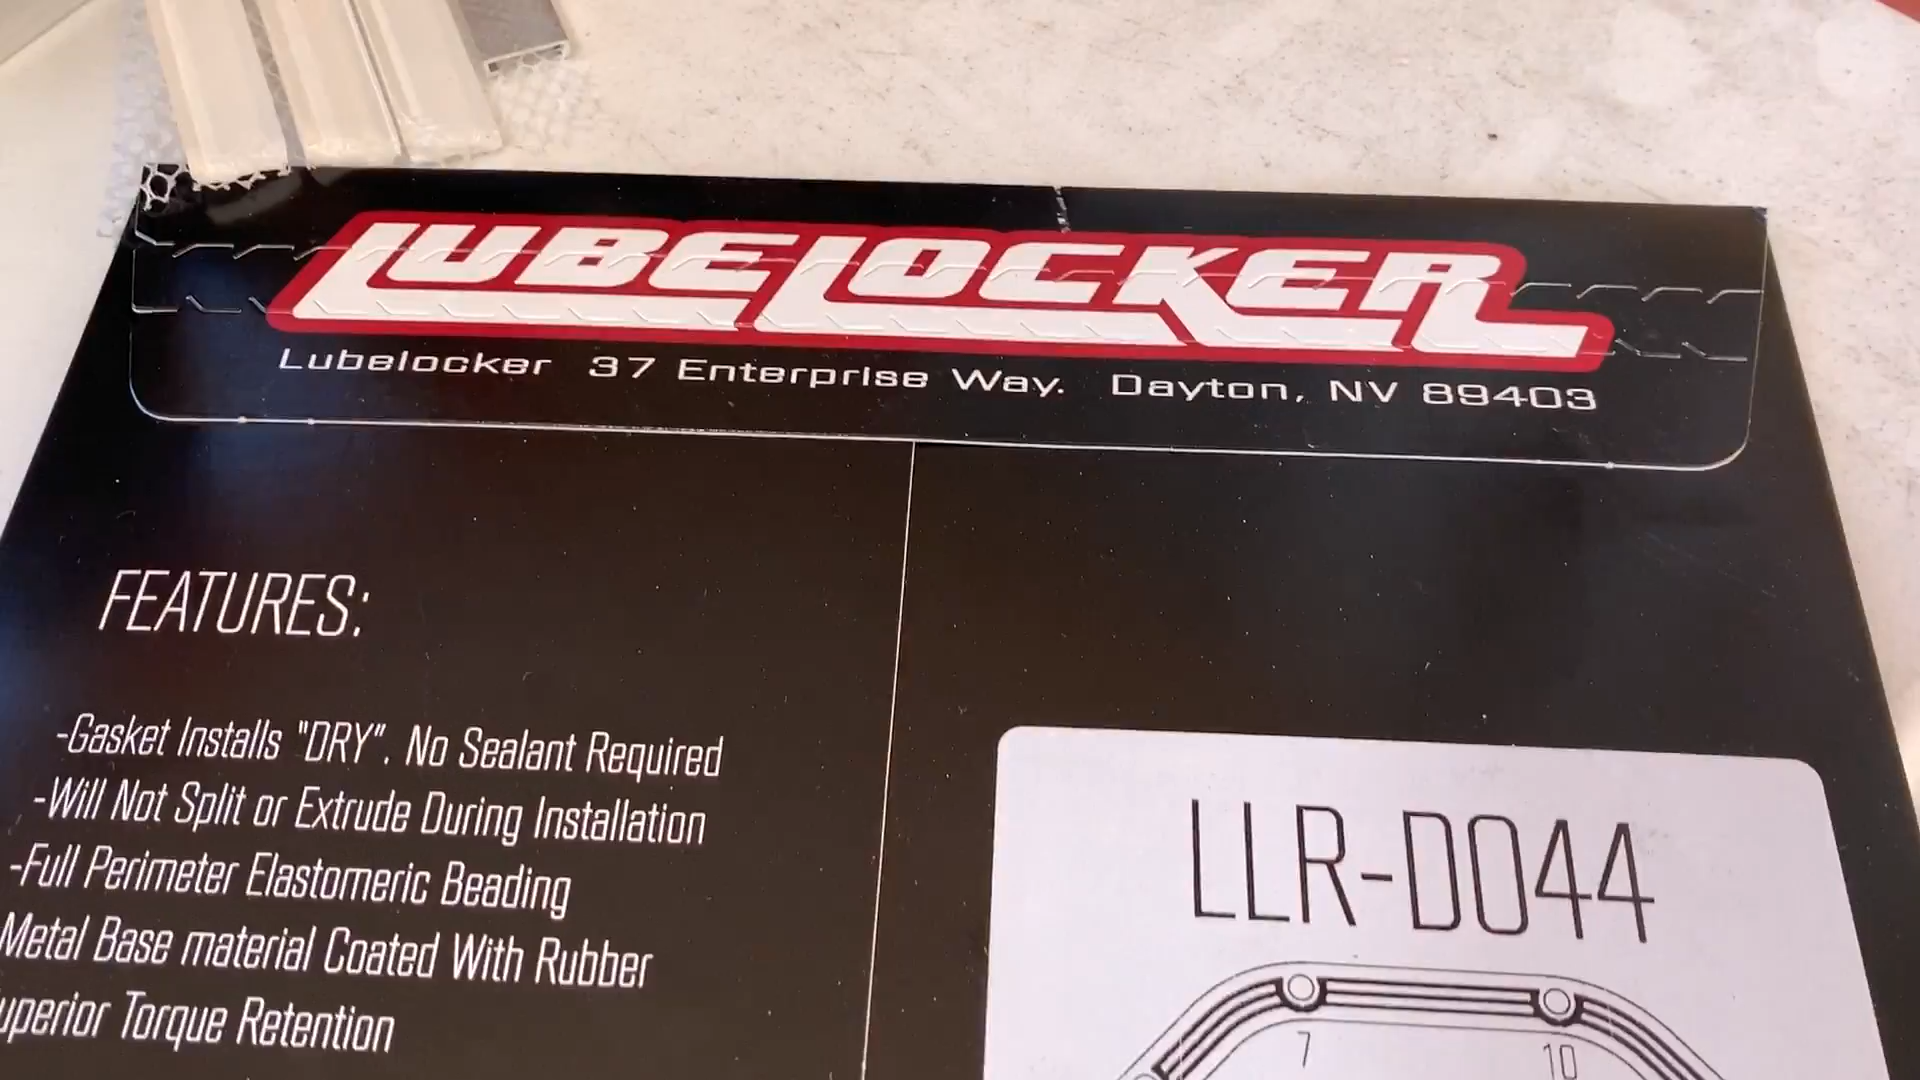 LUBELOCKER
Lubelocker 37 Enterprise Way. Dayton, NV 89403
FEATURES:
-Gasket Installs "DRY". No Sealant Required
-Will Not Split or Extrude During Installation
-Full Perimeter Elastomeric Beading
Metal Base material Coated With Rubber
uperior Torque Retention
LLR-D044
7
10